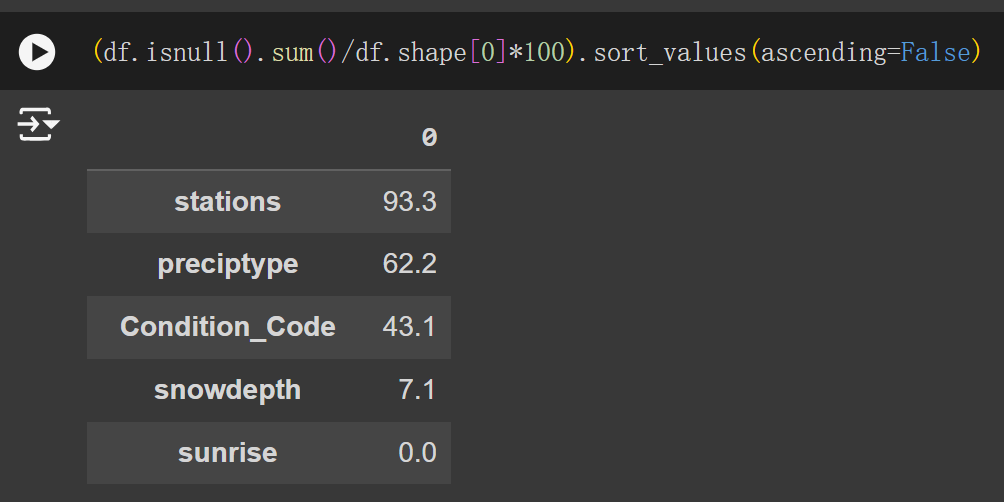 (df.isnull().sum()/df.shape[0]*100).sort_values(ascending=False)
0
stations 93.3
preciptype 62.2
Condition_Code 43.1
snowdepth 7.1
sunrise 0.0